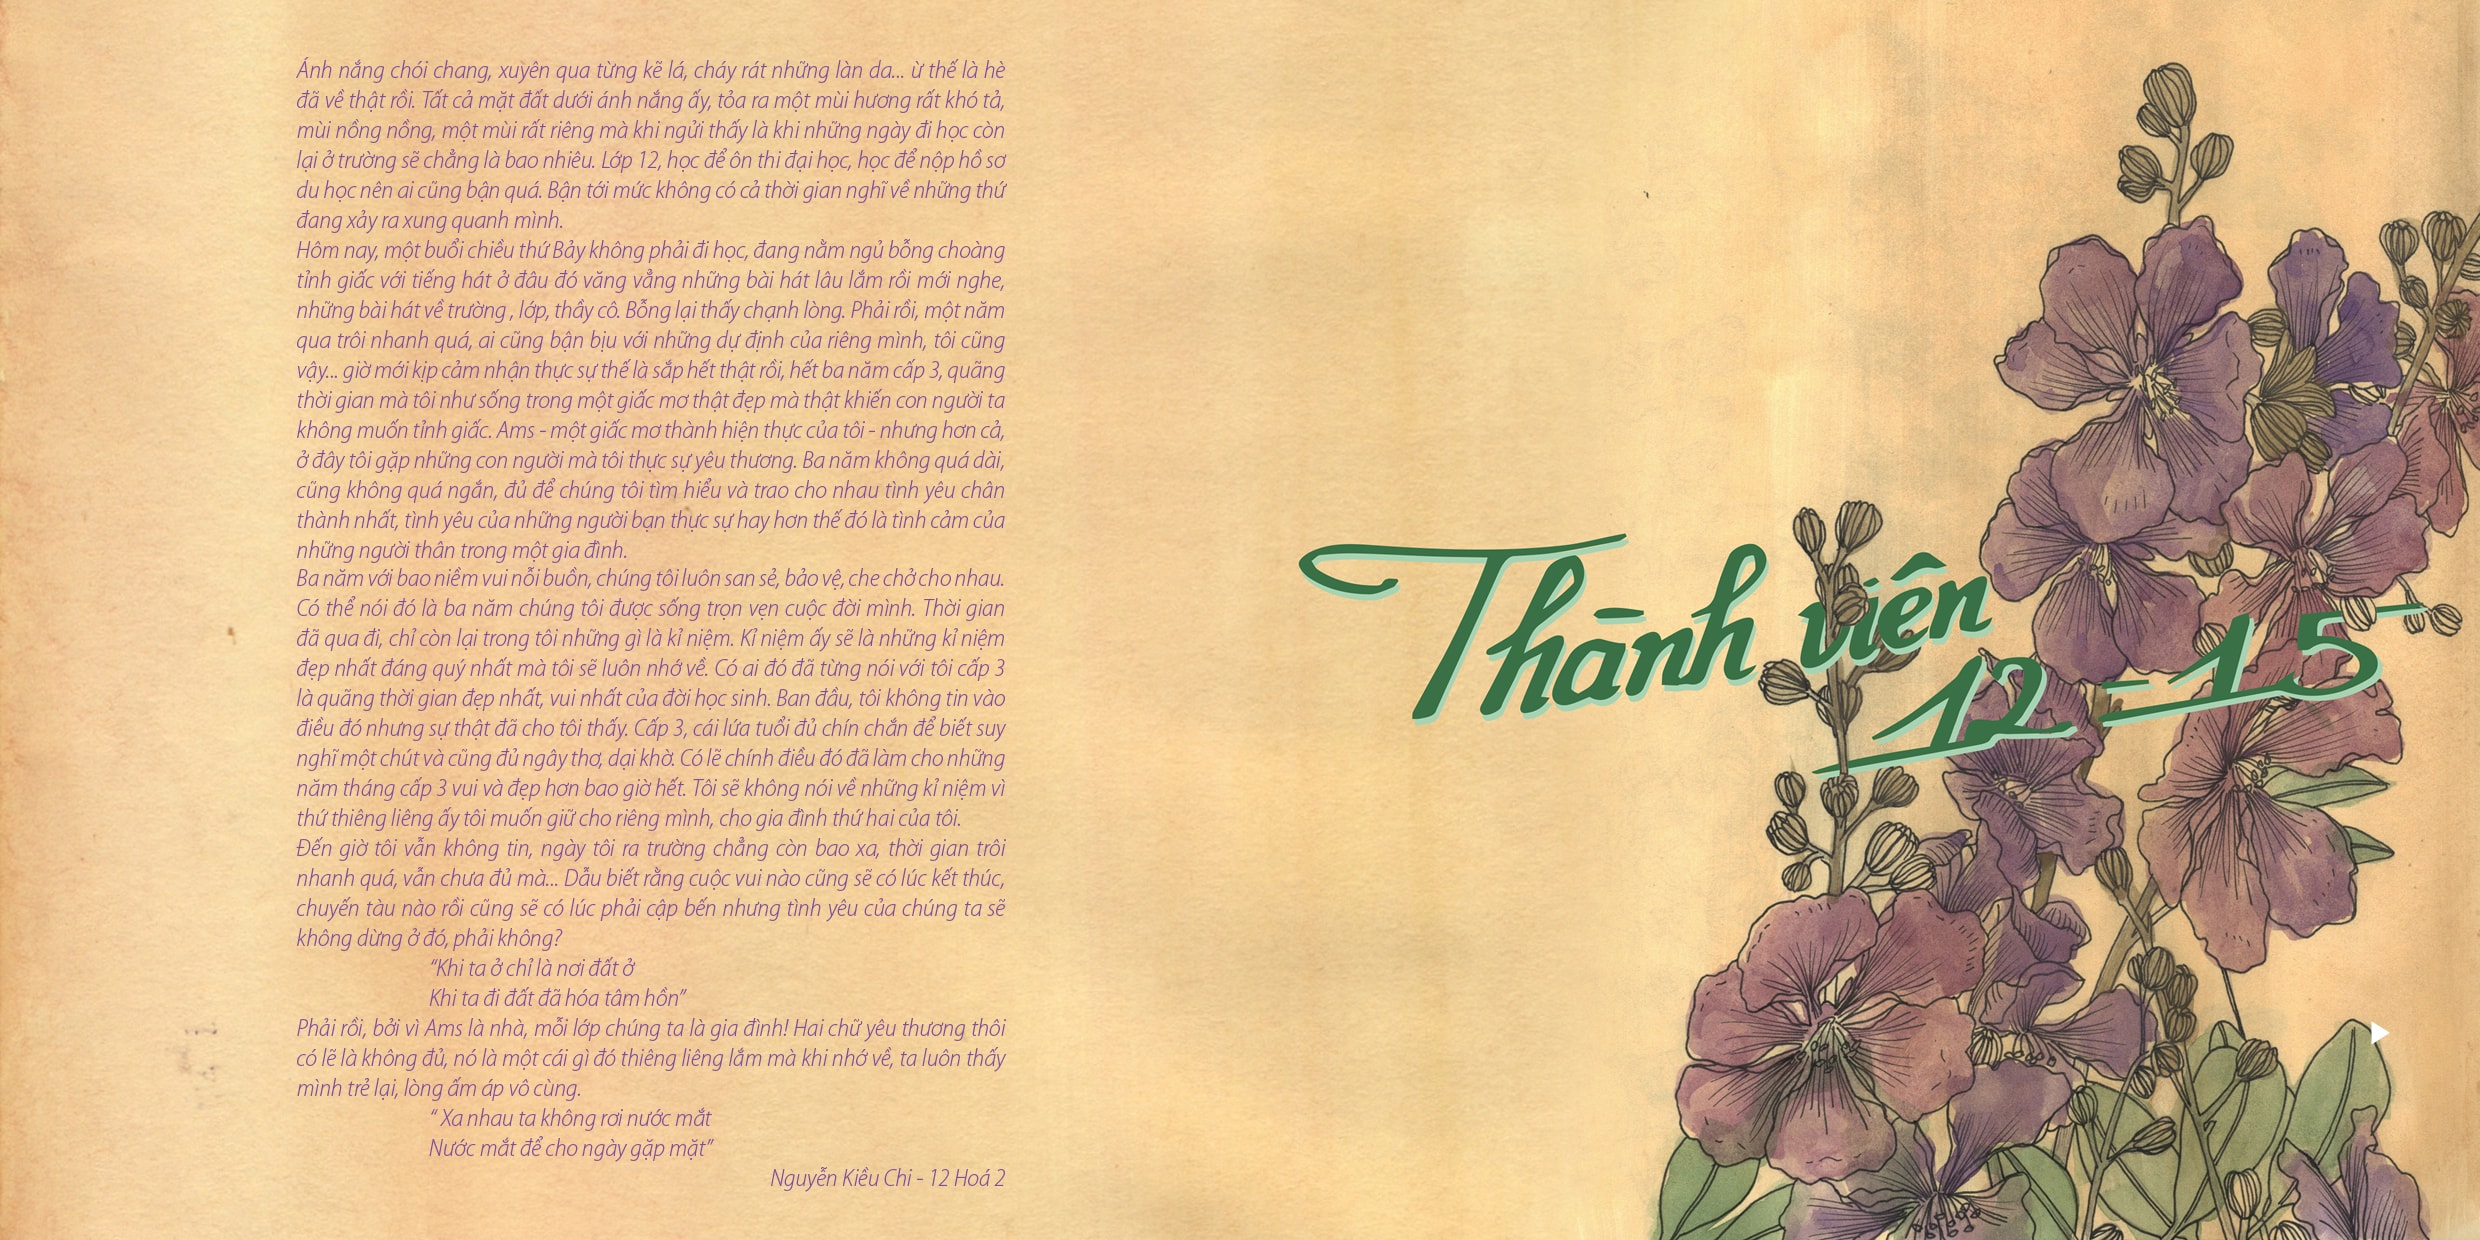 Ánh nắng chói chang, xuyên qua từng kẽ lá, cháy rát những làn da... ừ thế là hè
đã về thật rồi. Tất cả mặt đất dưới ánh nắng ấy, tỏa ra một mùi hương rất khó tả,
mùi nồng nồng, một mùi rất riêng mà khi ngửi thấy là khi những ngày đi học còn
lại ở trường sẽ chẳng là bao nhiêu. Lớp 12, học để ôn thi đại học, học để nộp hồ sơ
du học nên ai cũng bận quá. Bận tới mức không có cả thời gian nghĩ về những thứ
đang xảy ra xung quanh mình.
Hôm nay, một buổi chiều thứ Bảy không phải đi học, đang nằm ngủ bỗng choàng
tỉnh giấc với tiếng hát ở đâu đó văng vẳng những bài hát lâu lắm rồi mới nghe,
những bài hát về trường , lớp, thầy cô. Bỗng lại thấy chạnh lòng. Phải rồi, một năm
qua trôi nhanh quá, ai cũng bận bịu với những dự định của riêng mình, tôi cũng
vậy... giờ mới kịp cảm nhận thực sự thế là sắp hết thật rồi, hết ba năm cấp 3, quãng
thời gian mà tôi như sống trong một giấc mơ thật đẹp mà thật khiến con người ta
không muốn tỉnh giấc. Ams - một giấc mơ thành hiện thực của tôi - nhưng hơn cả,
ở đây tôi gặp những con người mà tôi thực sự yêu thương. Ba năm không quá dài,
cũng không quá ngắn, đủ để chúng tôi tìm hiểu và trao cho nhau tình yêu chân
thành nhất, tình yêu của những người bạn thực sự hay hơn thế đó là tình cảm của
những người thân trong một gia đình.
Ba năm với bao niềm vui nỗi buồn, chúng tôi luôn san sẻ, bảo vệ, che chở cho nhau.
Có thể nói đó là ba năm chúng tôi được sống trọn vẹn cuộc đời mình. Thời gian
đã qua đi, chỉ còn lại trong tôi những gì là kỉ niệm. Kỉ niệm ấy sẽ là những kỉ niệm
đẹp nhất đáng quý nhất mà tôi sẽ luôn nhớ về. Có ai đó đã từng nói với tôi cấp 3
là quãng thời gian đẹp nhất, vui nhất của đời học sinh. Ban đầu, tôi không tin vào
điều đó nhưng sự thật đã cho tôi thấy. Cấp 3, cái lứa tuổi đủ chín chắn để biết suy
nghĩ một chút và cũng đủ ngây thơ, dại khờ. Có lẽ chính điều đó đã làm cho những
năm tháng cấp 3 vui và đẹp hơn bao giờ hết. Tôi sẽ không nói về những kỉ niệm vì
thứ thiêng liêng ấy tôi muốn giữ cho riêng mình, cho gia đình thứ hai của tôi.
Đến giờ tôi vẫn không tin, ngày tôi ra trường chẳng còn bao xa, thời gian trôi
nhanh quá, vẫn chưa đủ mà... Dẫu biết rằng cuộc vui nào cũng sẽ có lúc kết thúc,
chuyến tàu nào rồi cũng sẽ có lúc phải cập bến nhưng tình yêu của chúng ta sẽ
không dừng ở đó, phải không?
“Khi ta ở chỉ là nơi đất ở
Khi ta đi đất đã hóa tâm hồn”
Phải rồi, bởi vì Ams là nhà, mỗi lớp chúng ta là gia đình! Hai chữ yêu thương thôi
có lẽ là không đủ, nó là một cái gì đó thiêng liêng lắm mà khi nhớ về, ta luôn thấy
mình trẻ lại, lòng ấm áp vô cùng.
“ Xa nhau ta không rơi nước mắt
Nước mắt để cho ngày gặp mặt”
Nguyễn Kiều Chi - 12 Hoá 2
Thành viên
12 - 15